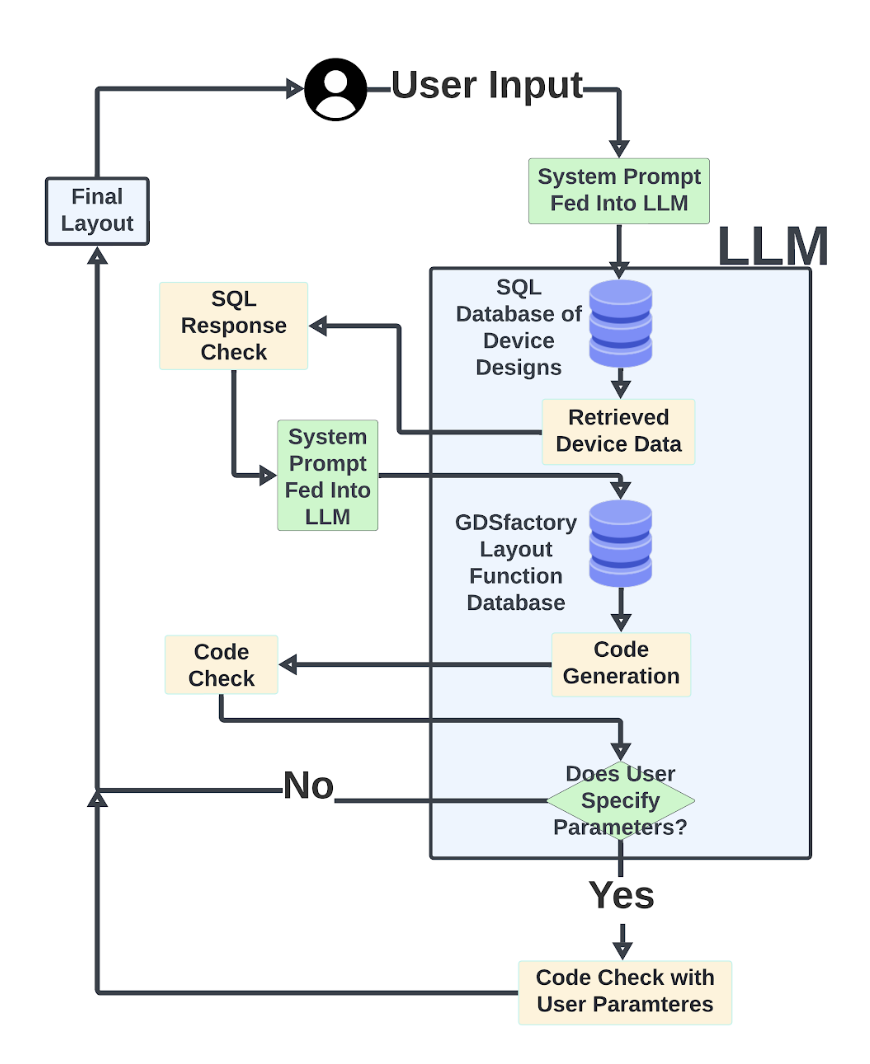 User Input
System Prompt
Fed Into LLM
Final
Layout
LLM
SQL
Database of
Device
Designs
SQL
Response
Check
Retrieved
Device Data
System
Prompt
Fed Into
LLM
GDSfactory
Layout
Function
Database
Code
Generation
Code
Check
Does User
Specify
Parameters?
No
Yes
Code Check with
User Paramteres